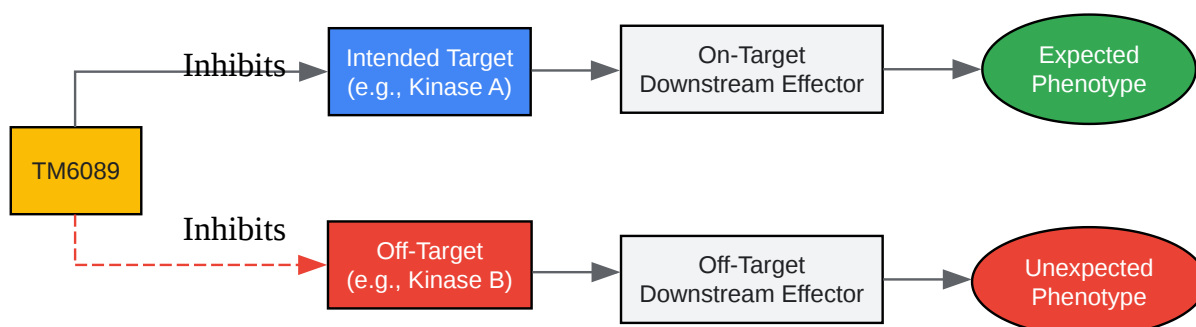 Inhibits
Intended Target
(e.g., Kinase A)
On-Target
Downstream Effector
Expected
Phenotype
TM6089
Inhibits
Off-Target
(e.g., Kinase B)
Off-Target
Downstream Effector
Unexpected
Phenotype